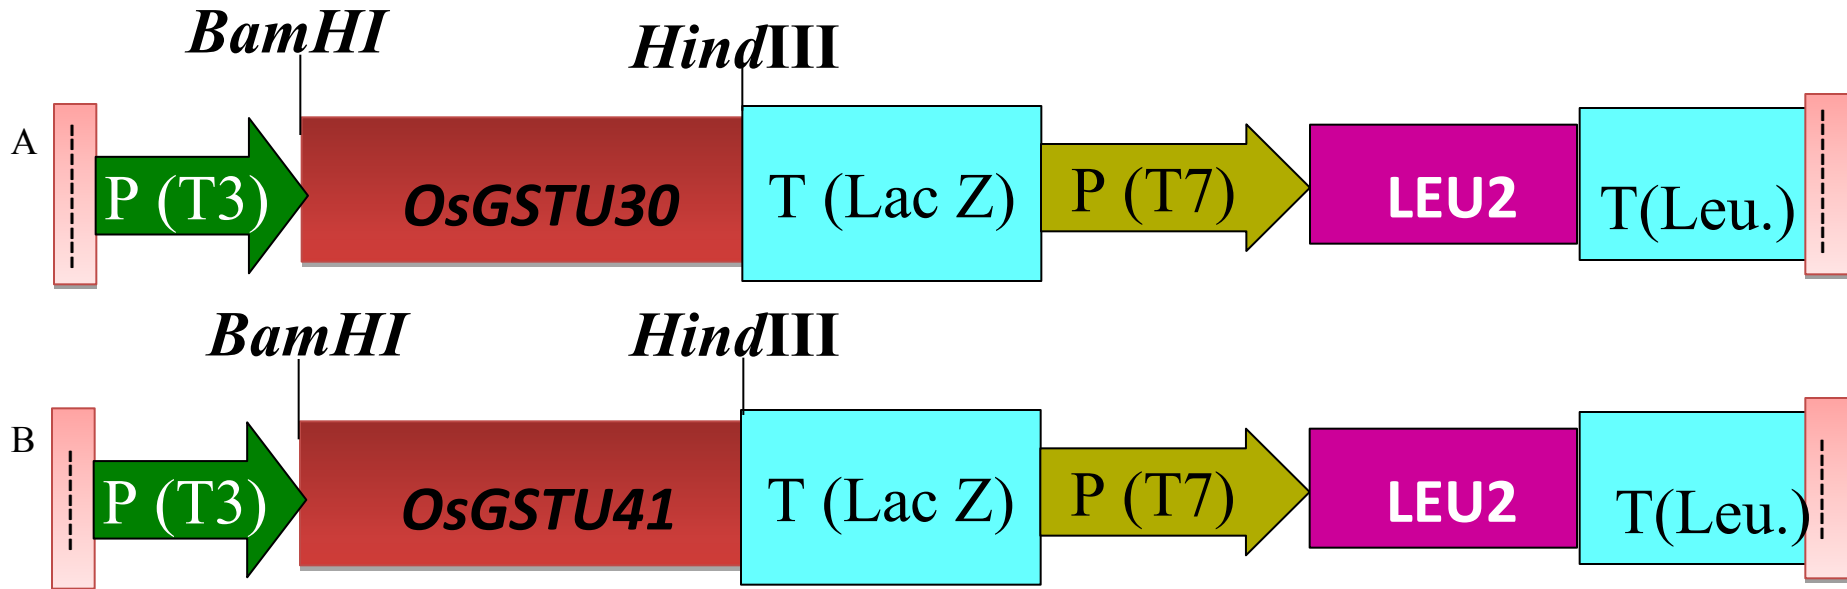 BamHI HindIII
A P (T3) OsGSTU30 T (Lac Z) P (T7) LEU2 T(Leu.)
BamHI HindIII
B P (T3) OsGSTU41 T (Lac Z) P (T7) LEU2 T(Leu.)